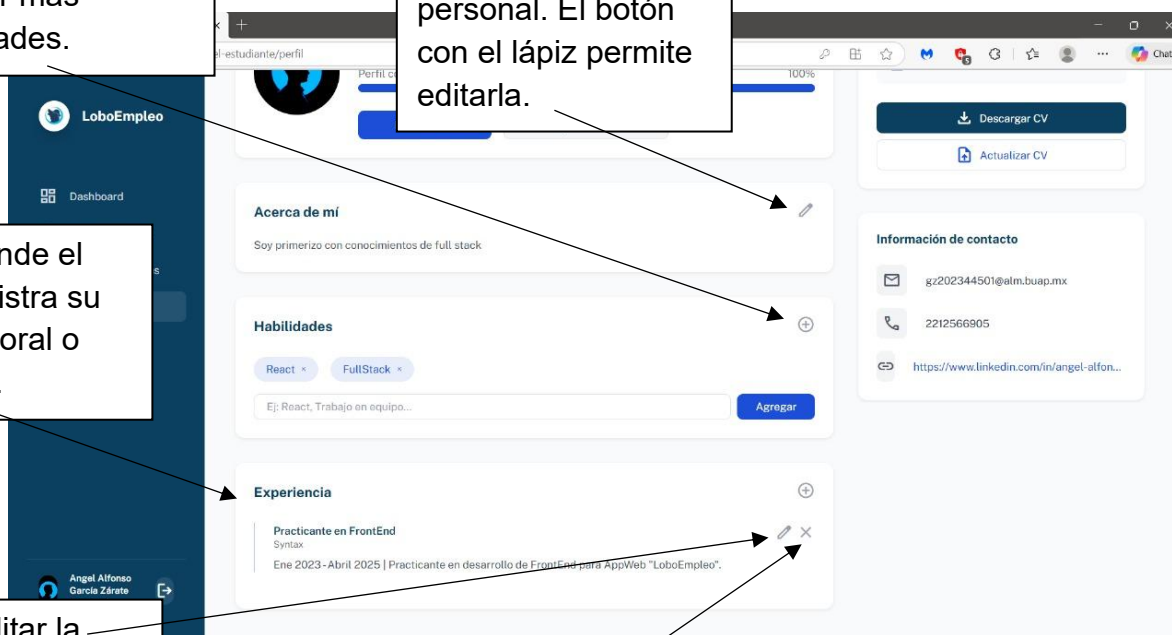 más
ades.
personal. El botón
con el lápiz permite
editarla.
el-estudiante/perfil
Chat
LoboEmpleo
Perfil
100%
Descargar CV
Actualizar CV
Dashboard
Acerca de mí
Soy primerizo con conocimientos de full stack
Información de contacto
gz202344501@alm.buap.mx
2212566905
https://www.linkedin.com/in/angel-alfon...
nde el
istra su
oral o
s
Habilidades
React ×
FullStack ×
Ej: React, Trabajo en equipo...
Agregar
Experiencia
Practicante en FrontEnd
Syntax
Ene 2023 - Abril 2025 | Practicante en desarrollo de FrontEnd para AppWeb "LoboEmpleo".
Angel Alfonso
García Zárate
itar la